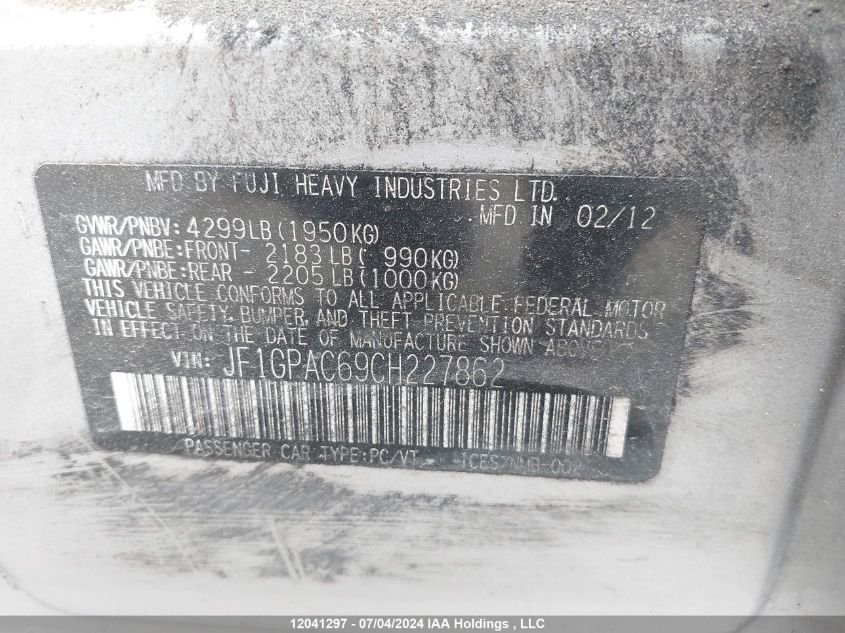 MFD BY FUJI HEAVY INDUSTRIES LTD.
MFD IN 02/12
GVWR/PNBV: 4299LB(1950KG)
GAWR/PNBE:FRONT- 2183LB( 990KG)
GAWR/PNBE:REAR - 2205LB(1000KG)
THIS VEHICLE CONFORMS TO ALL APPLICABLE FEDERAL MOTOR
VEHICLE SAFETY, BUMPER, AND THEFT PREVENTION STANDARDS
IN EFFECT ON THE DATE OF MANUFACTURE SHOWN ABOVE.
VIN: JF1GPAC69CH227862
PASSENGER CAR TYPE:PC/VT
12041297 - 07/04/2024 IAA Holdings , LLC